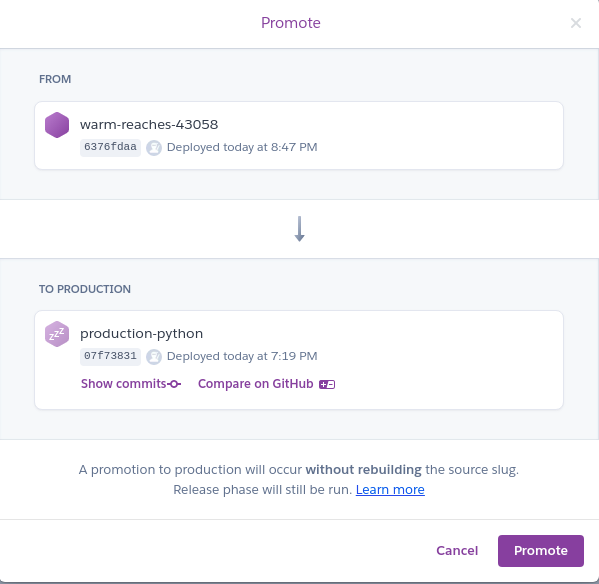 Promote
FROM
warm-reaches-43058
6376fdaa Deployed today at 8:47 PM
TO PRODUCTION
zzZ
production-python
07f73831 Deployed today at 7:19 PM
Show commits Compare on GitHub
A promotion to production will occur without rebuilding the source slug.
Release phase will still be run. Learn more
Cancel Promote